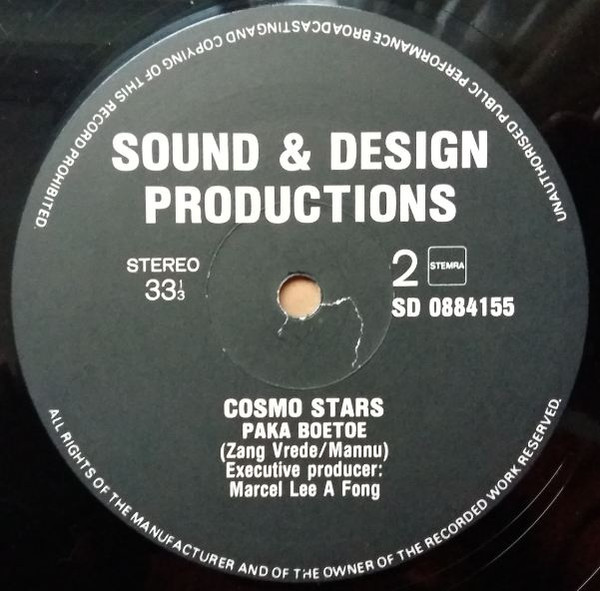 UNAUTHORISED PUBLIC PERFORMANCE BROADCASTING AND COPYING OF THIS RECORD PROHIBITED.
SOUND & DESIGN
PRODUCTIONS
STEREO
33⅓
2
STEMRA
SD 0884155
COSMO STARS
PAKA BOETOE
(Zang Vrede/Mannu)
Executive producer:
Marcel Lee A Fong
ALL RIGHTS OF THE MANUFACTURER AND OF THE OWNER OF THE RECORDED WORK RESERVED.